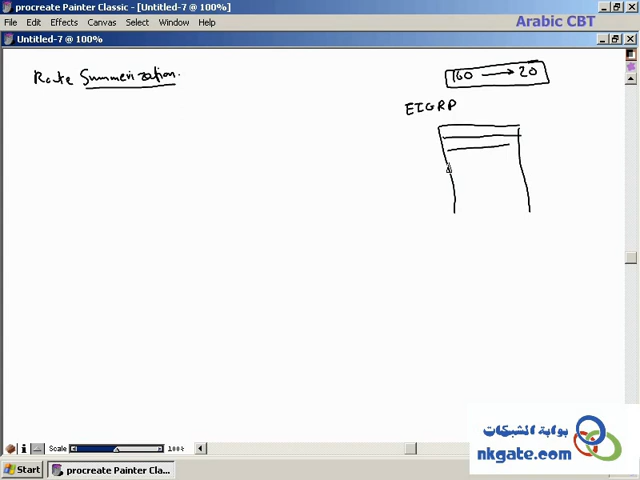 procreate Painter Classic - [Untitled-7 @ 100%]
Arabic CBT
File Edit Effects Canvas Select Window Help
Untitled-7 @ 100%
Route Summerization.
160 → 20
EIGRP
Scale 100%
بوابة الشبكات
nkgate.com
Start procreate Painter Cla...